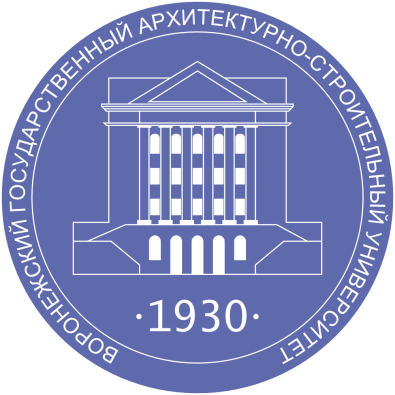 ВОРОНЕЖСКИЙ ГОСУДАРСТВЕННЫЙ АРХИТЕКТУРНО-СТРОИТЕЛЬНЫЙ УНИВЕРСИТЕТ
·1930·